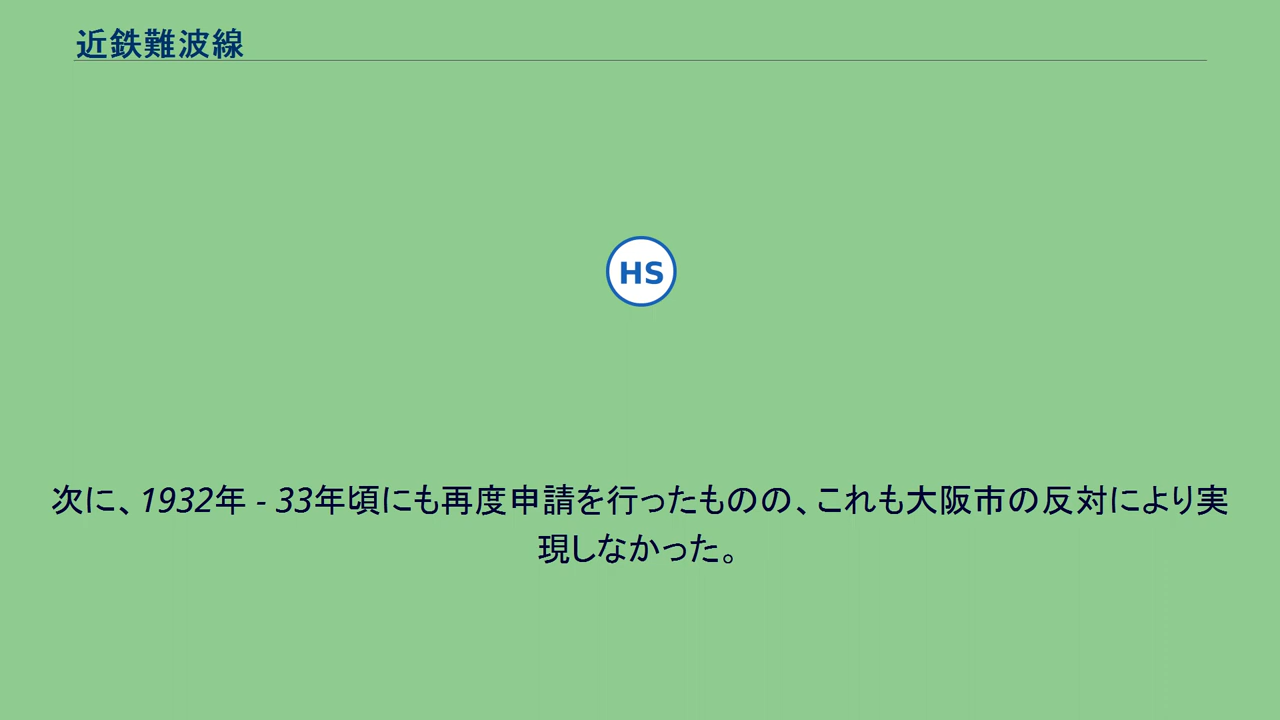 近鉄難波線
HS
次に、1932年 - 33年頃にも再度申請を行ったものの、これも大阪市の反対により実
現しなかった。